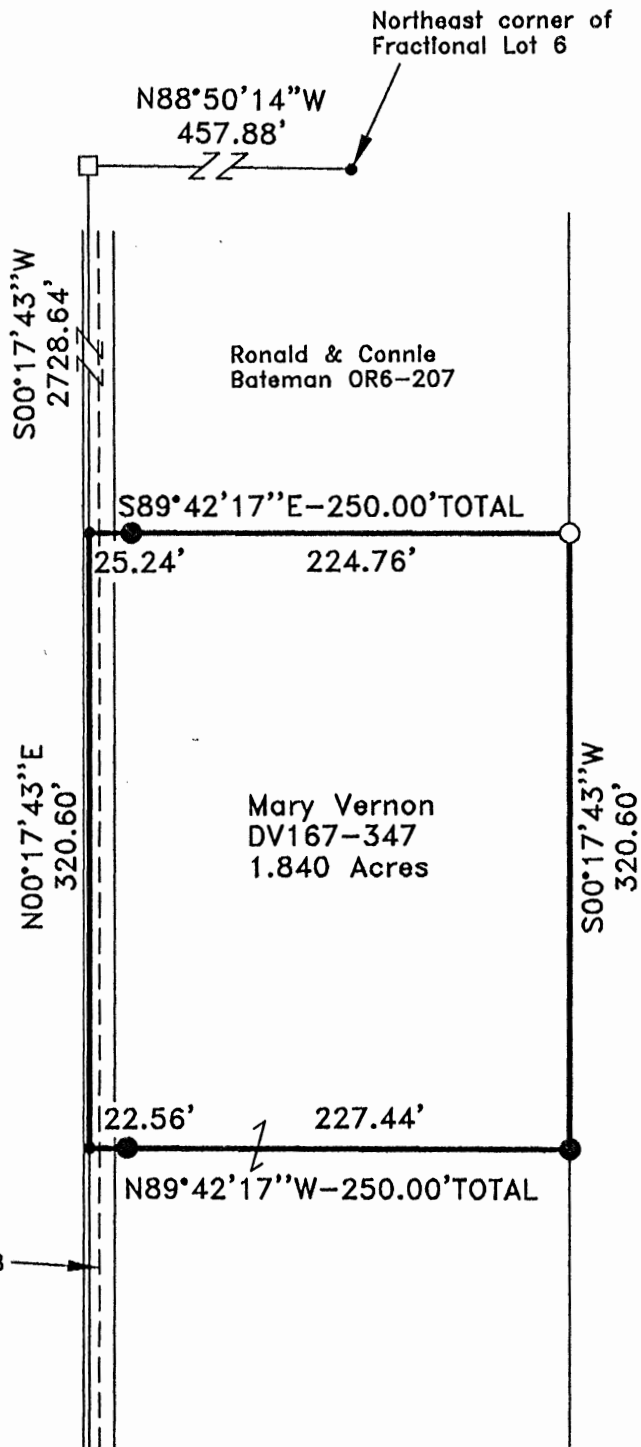 Northeast corner of
Fractional Lot 6
N88°50'14"W
457.88'
S00°17'43"W
2728.64'
Ronald & Connie
Bateman OR6-207
S89°42'17"E-250.00'TOTAL
25.24'
224.76'
N00°17'43"E
320.60'
Mary Vernon
DV167-347
1.840 Acres
S00°17'43"W
320.60'
22.56'
227.44'
N89°42'17"W-250.00'TOTAL